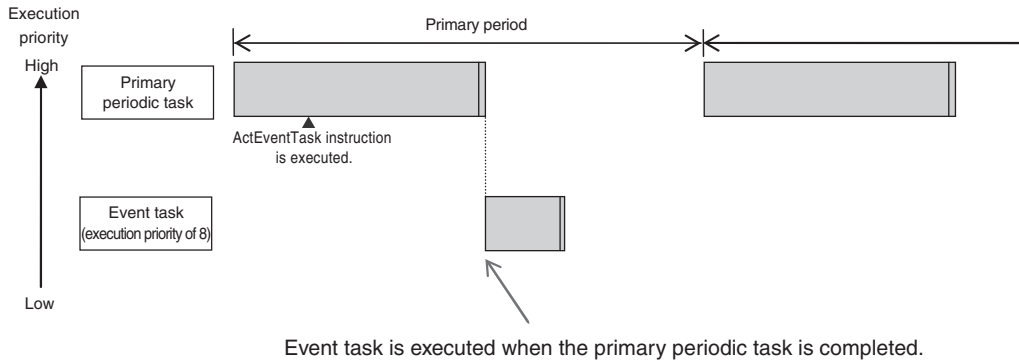 Execution
priority
High
Primary period
Primary
periodic task
ActEventTask instruction
is executed.
Event task
(execution priority of 8)
Low
Event task is executed when the primary periodic task is completed.